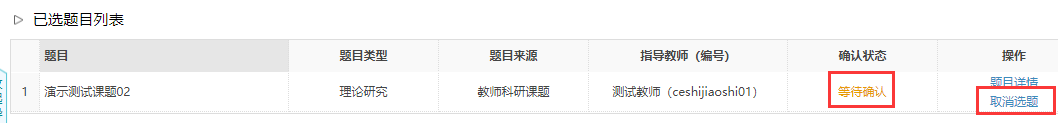 已选题目列表
题目 题目类型 题目来源 指导教师（编号） 确认状态 操作
1 演示测试课题02 理论研究 教师科研课题 测试教师（ceshijiaoshi01） 等待确认 题目详情
取消选题